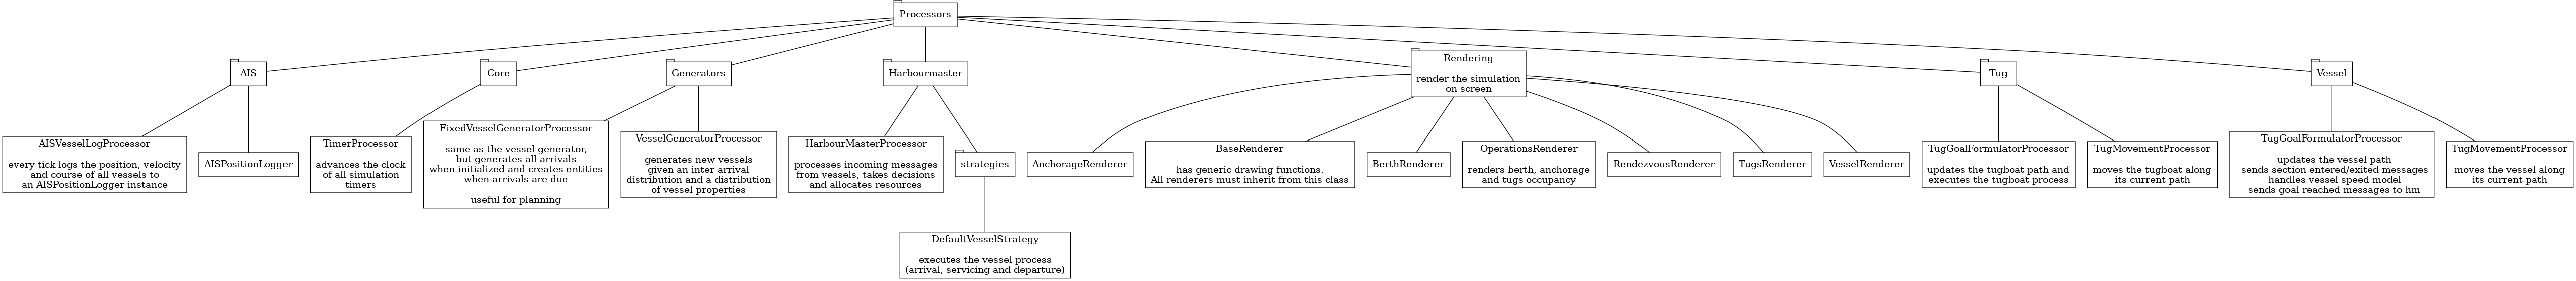 Processors
AIS
Core
Generators
Harbourmaster
Rendering
render the simulation
on-screen
Tug
Vessel
AISVesselLogProcessor
every tick logs the position, velocity
and course of all vessels to
an AISPositionLogger instance
AISPositionLogger
TimerProcessor
advances the clock
of all simulation
timers
FixedVesselGeneratorProcessor
same as the vessel generator,
but generates all arrivals
when initialized and creates entities
when arrivals are due
useful for planning
VesselGeneratorProcessor
generates new vessels
given an inter-arrival
distribution and a distribution
of vessel properties
HarbourMasterProcessor
processes incoming messages
from vessels, takes decisions
and allocates resources
strategies
AnchorageRenderer
BaseRenderer
has generic drawing functions.
All renderers must inherit from this class
BerthRenderer
OperationsRenderer
renders berth, anchorage
and tugs occupancy
RendezvousRenderer
TugsRenderer
VesselRenderer
TugGoalFormulatorProcessor
updates the tugboat path and
executes the tugboat process
TugMovementProcessor
moves the tugboat along
its current path
TugGoalFormulatorProcessor
- updates the vessel path
- sends section entered/exited messages
- handles vessel speed model
- sends goal reached messages to hm
TugMovementProcessor
moves the vessel along
its current path
DefaultVesselStrategy
executes the vessel process
(arrival, servicing and departure)